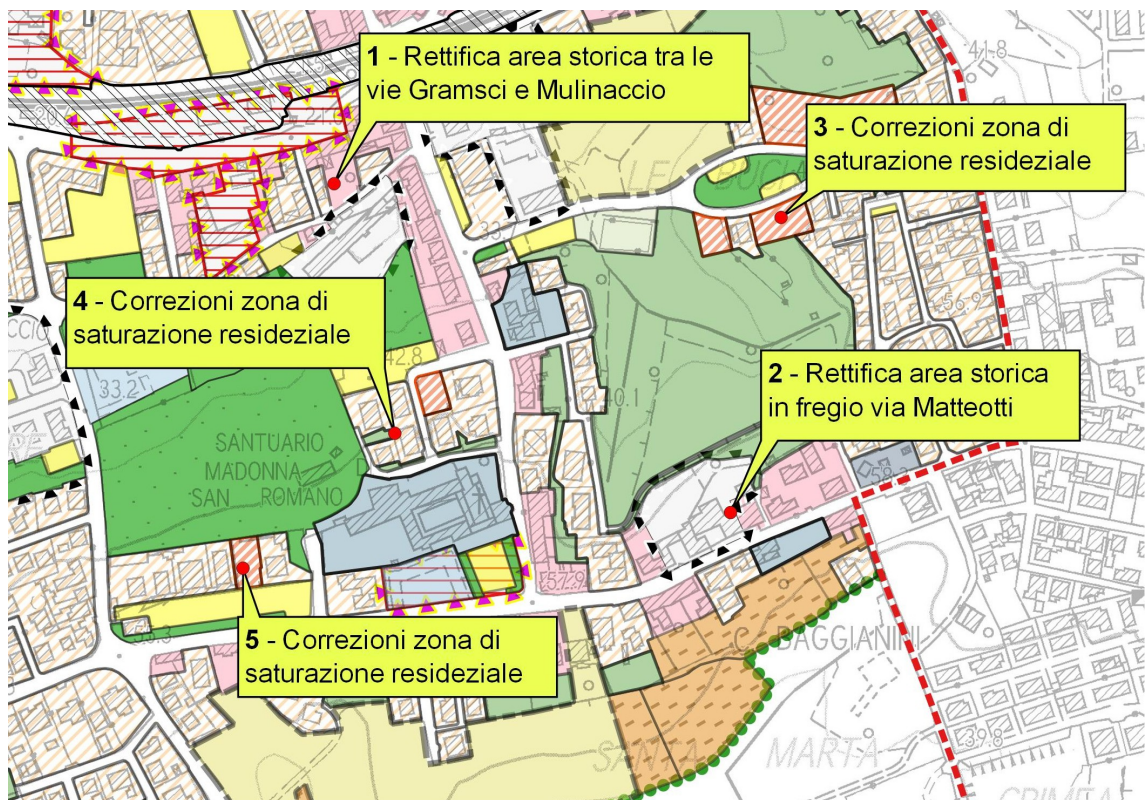 1 - Rettifica area storica tra le
vie Gramsci e Mulinaccio
41.8
3 - Correzioni zona di
saturazione resideziale
4 - Correzioni zona di
saturazione resideziale
42.8
33.2
56.9
2 - Rettifica area storica
in fregio via Matteotti
40.1
SANTUARIO
MADONNA
SAN ROMANO
58.3
57.9
5 - Correzioni zona di
saturazione resideziale
55.3
C. BAGGIANINI
SANTA MARTA
39.8
CRIMEA